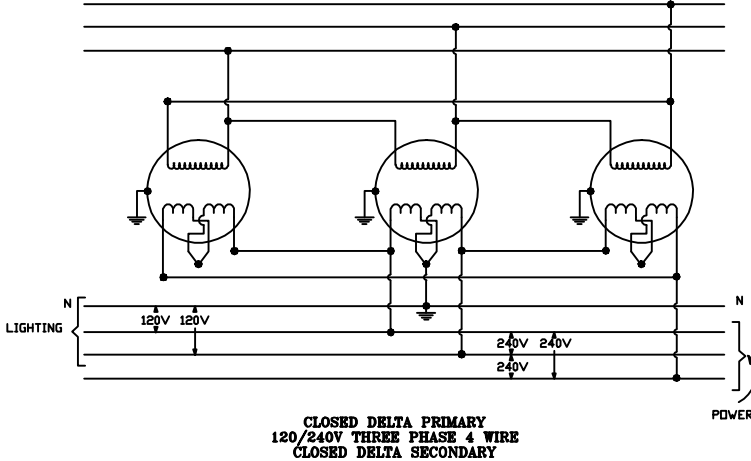 N
N
LIGHTING
120V 120V
240V 240V
240V
POWER
CLOSED DELTA PRIMARY
120/240V THREE PHASE 4 WIRE
CLOSED DELTA SECONDARY